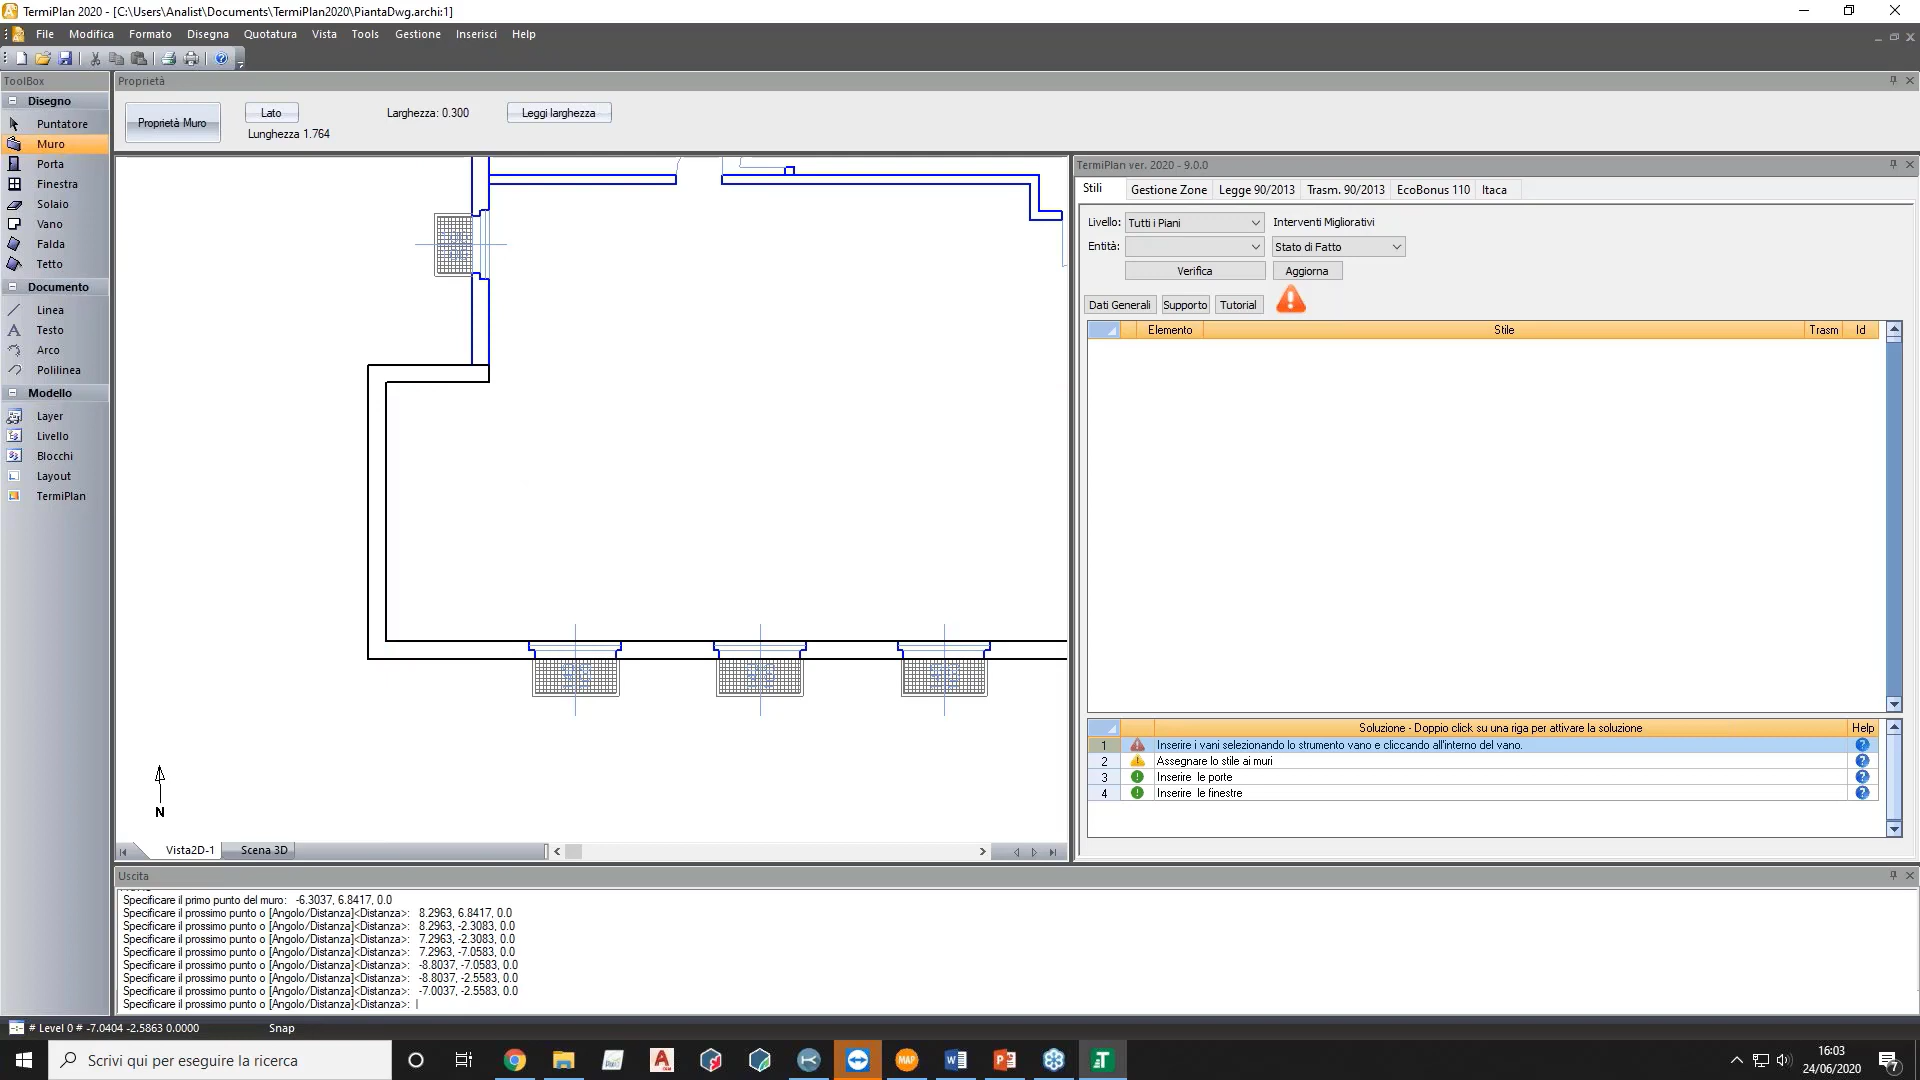 TermiPlan 2020 - [C:\Users\Analist\Documents\TermiPlan2020\PiantaDwg.archi:1]
File Modifica Formato Disegna Quotatura Vista Tools Gestione Inserisci Help
ToolBox
Disegno
Puntatore
Muro
Porta
Finestra
Solaio
Vano
Falda
Tetto
Documento
Linea
Testo
Arco
Polilinea
Modello
Layer
Livello
Blocchi
Layout
TermiPlan
Proprietà
Proprietà Muro
Lato
Lunghezza 1.764
Larghezza: 0.300
Leggi larghezza
N
Vista2D-1 Scena 3D
TermiPlan ver. 2020 - 9.0.0
Stili Gestione Zone Legge 90/2013 Trasm. 90/2013 EcoBonus 110 Itaca
Livello: Tutti i Piani Interventi Migliorativi
Entità: Stato di Fatto
Verifica Aggiorna
Dati Generali Supporto Tutorial
Elemento Stile Trasm Id
Soluzione - Doppio click su una riga per attivare la soluzione Help
1 Inserire i vani selezionando lo strumento vano e cliccando all'interno del vano.
2 Assegnare lo stile ai muri
3 Inserire le porte
4 Inserire le finestre
Uscita
Specificare il primo punto del muro: -6.3037, 6.8417, 0.0
Specificare il prossimo punto o [Angolo/Distanza]<Distanza>: 8.2963, 6.8417, 0.0
Specificare il prossimo punto o [Angolo/Distanza]<Distanza>: 8.2963, -2.3083, 0.0
Specificare il prossimo punto o [Angolo/Distanza]<Distanza>: 7.2963, -2.3083, 0.0
Specificare il prossimo punto o [Angolo/Distanza]<Distanza>: 7.2963, -7.0583, 0.0
Specificare il prossimo punto o [Angolo/Distanza]<Distanza>: -8.8037, -7.0583, 0.0
Specificare il prossimo punto o [Angolo/Distanza]<Distanza>: -8.8037, -2.5583, 0.0
Specificare il prossimo punto o [Angolo/Distanza]<Distanza>: -7.0037, -2.5583, 0.0
Specificare il prossimo punto o [Angolo/Distanza]<Distanza>:
# Level 0 # -7.0404 -2.5863 0.0000 Snap
Scrivi qui per eseguire la ricerca
MAP
16:03
24/06/2020
7